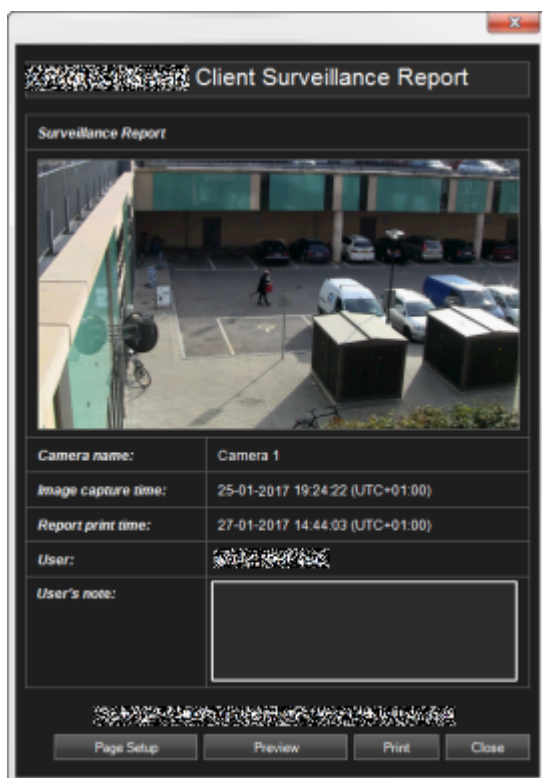 Client Surveillance Report
Surveillance Report
Camera name: Camera 1
Image capture time: 25-01-2017 19:24:22 (UTC+01:00)
Report print time: 27-01-2017 14:44:03 (UTC+01:00)
User:
User's note:
Page Setup Preview Print Close